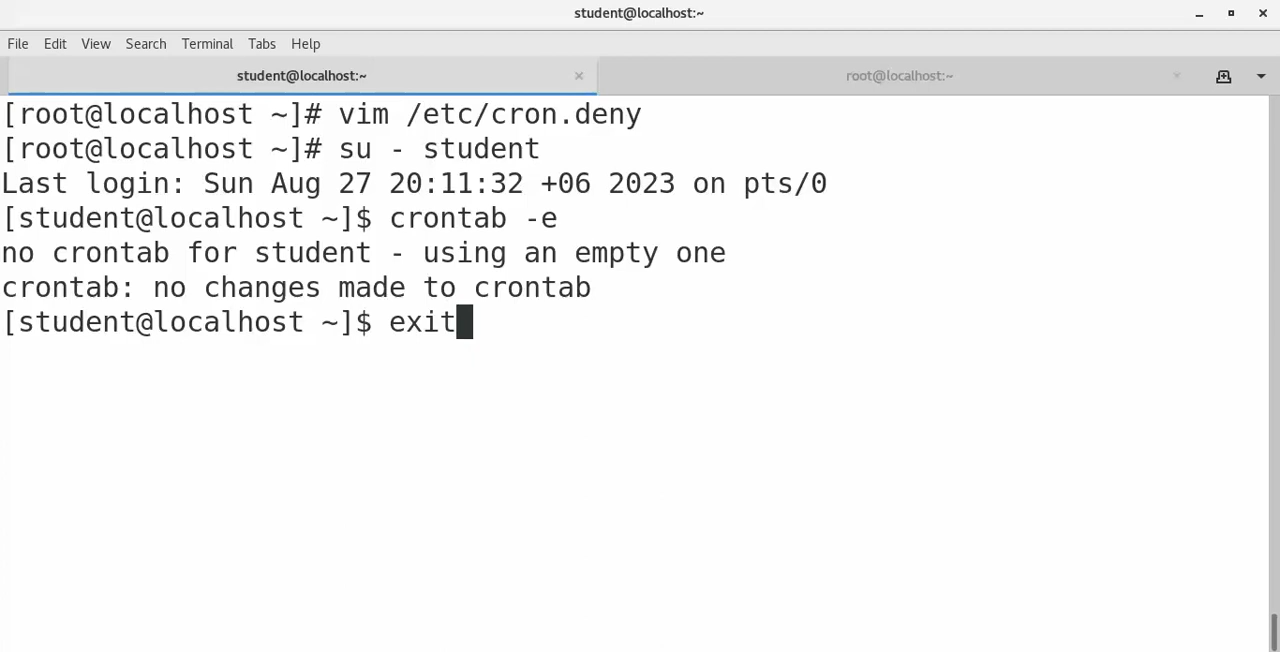 student@localhost:~
File Edit View Search Terminal Tabs Help
student@localhost:~ × root@localhost:~ ×
[root@localhost ~]# vim /etc/cron.deny
[root@localhost ~]# su - student
Last login: Sun Aug 27 20:11:32 +06 2023 on pts/0
[student@localhost ~]$ crontab -e
no crontab for student - using an empty one
crontab: no changes made to crontab
[student@localhost ~]$ exit